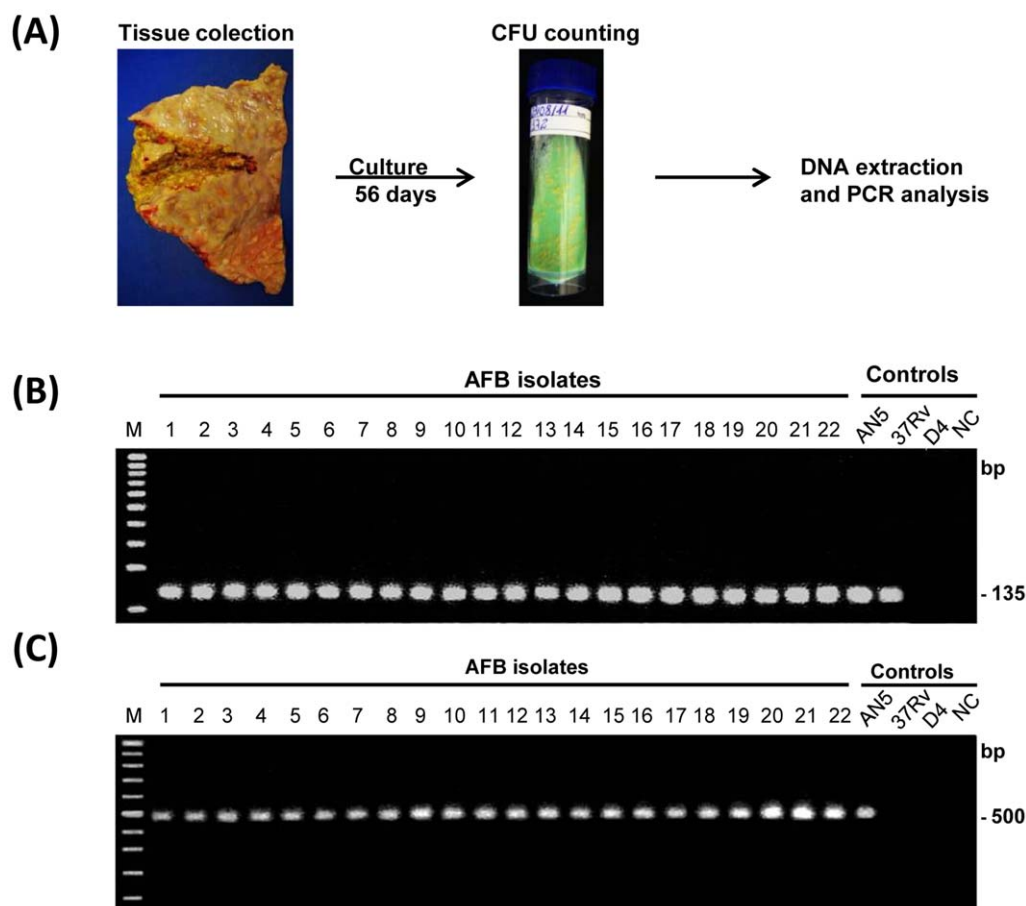 (A)
Tissue colection
CFU counting
Culture
56 days
DNA extraction
and PCR analysis
(B)
AFB isolates
Controls
M 1 2 3 4 5 6 7 8 9 10 11 12 13 14 15 16 17 18 19 20 21 22 AN5 37Rv D4 NC
bp
- 135
(C)
AFB isolates
Controls
M 1 2 3 4 5 6 7 8 9 10 11 12 13 14 15 16 17 18 19 20 21 22 AN5 37Rv D4 NC
bp
- 500